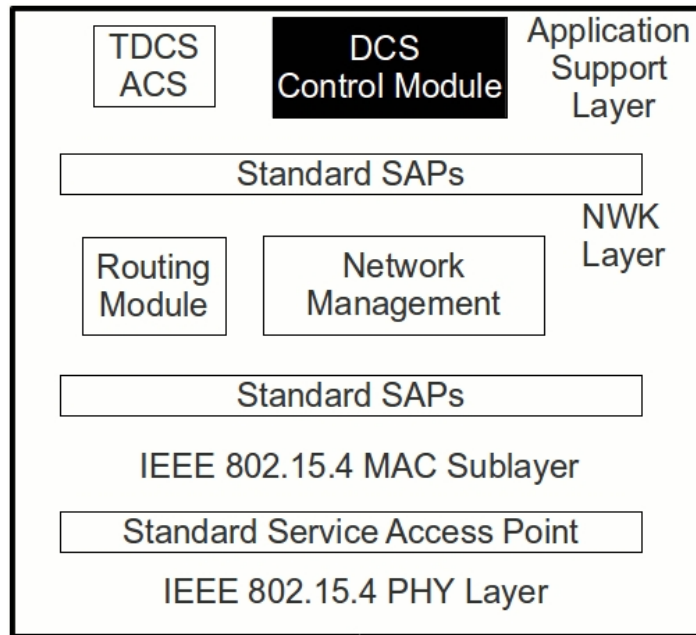 TDCS
ACS
DCS
Control Module
Application
Support
Layer
Standard SAPs
NWK
Layer
Routing
Module
Network
Management
Standard SAPs
IEEE 802.15.4 MAC Sublayer
Standard Service Access Point
IEEE 802.15.4 PHY Layer